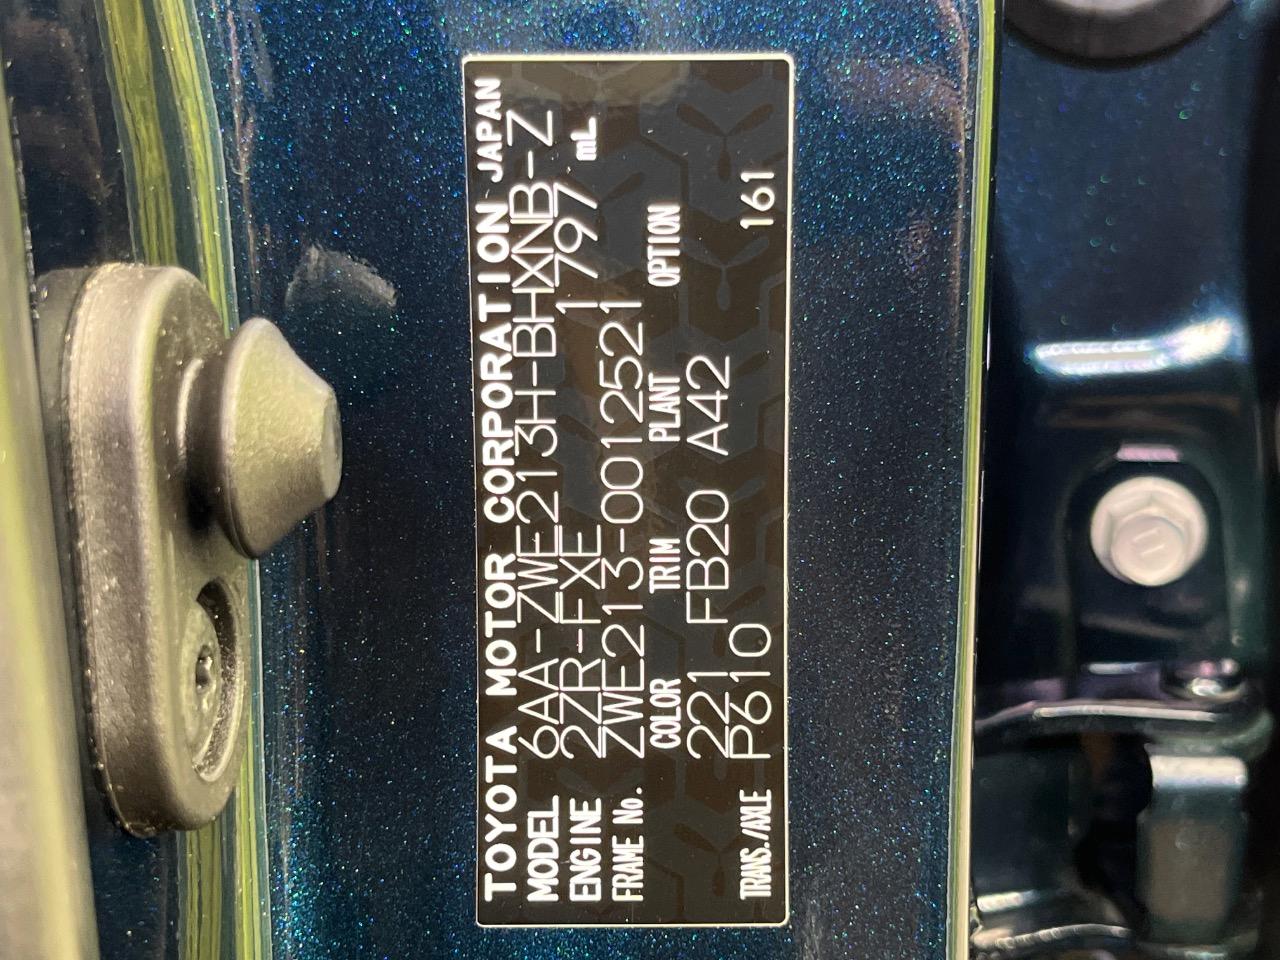 TOYOTA MOTOR CORPORATION JAPAN
MODEL 6AA-ZWE213H-BHXNB-Z
ENGINE 2ZR-FXE 1797 mL
FRAME No. ZWE213-0012521
COLOR TRIM PLANT OPTION
221 FB20 A42
TRANS./AXLE P610 161